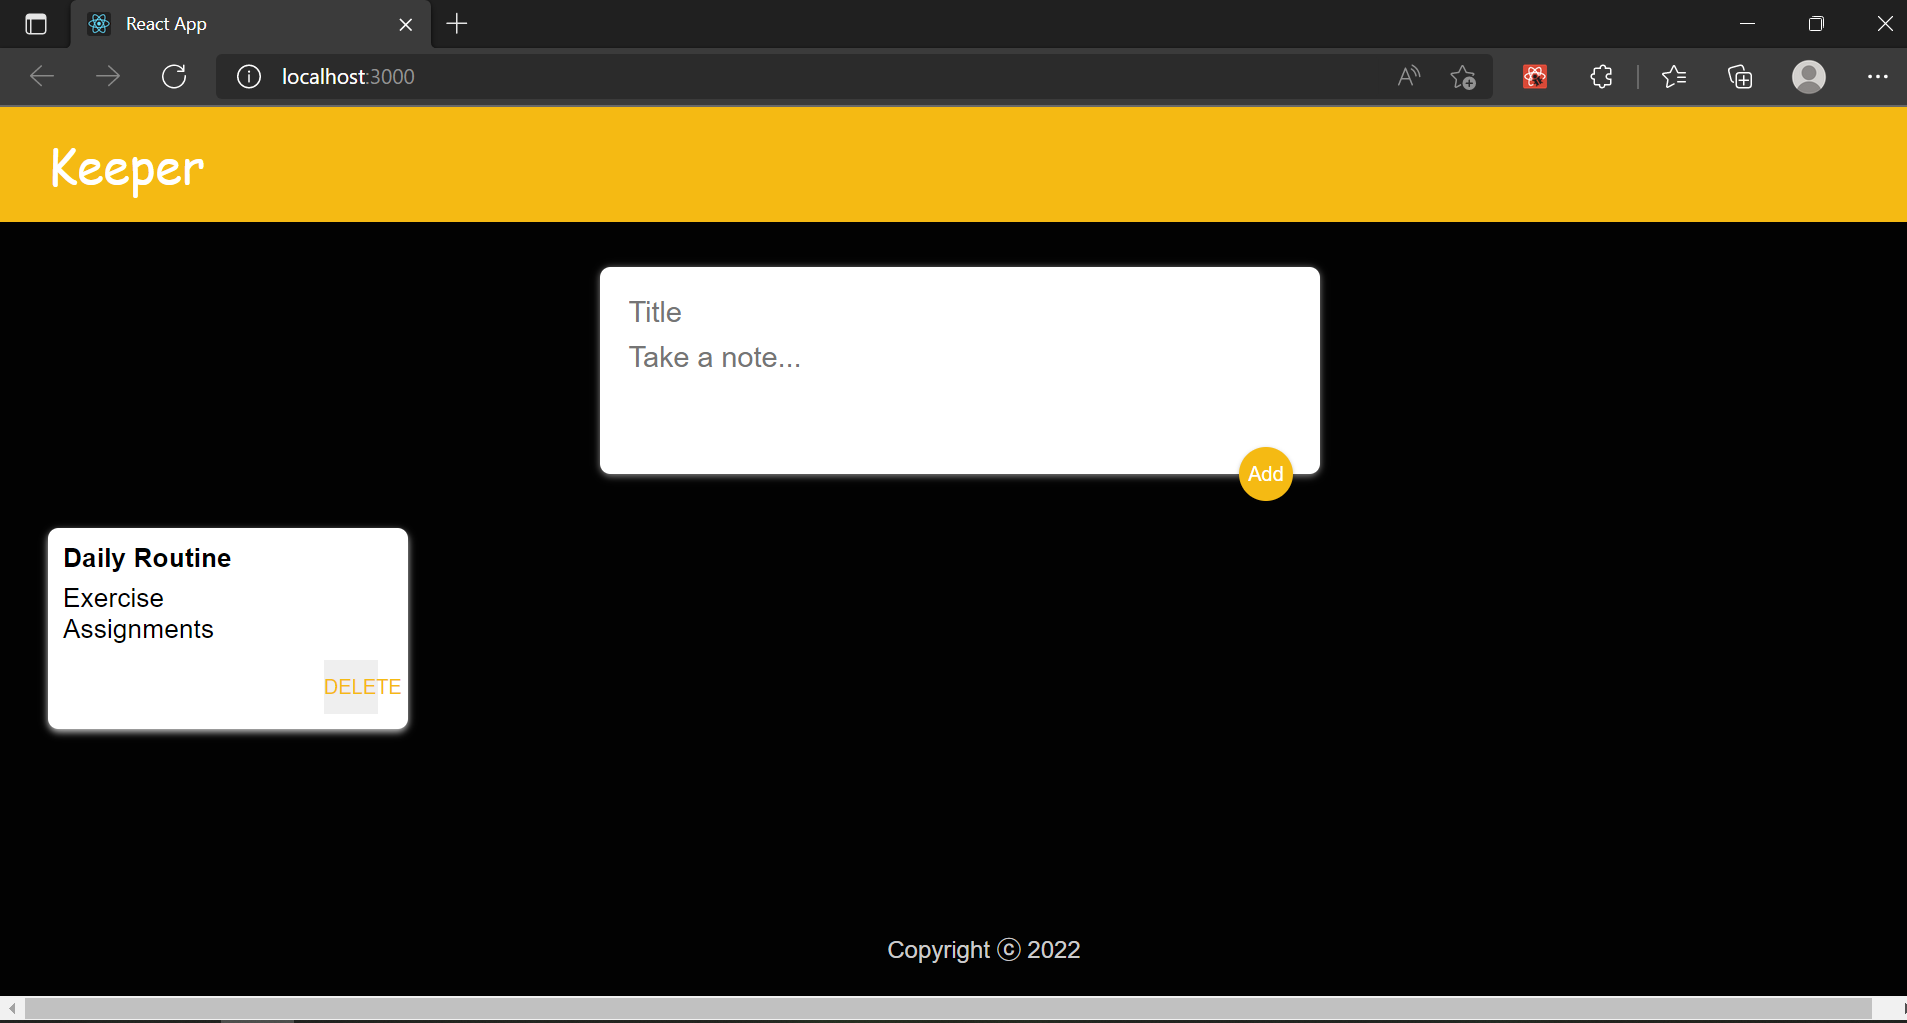 React App
localhost:3000
Keeper
Title
Take a note...
Add
Daily Routine
Exercise
Assignments
DELETE
Copyright ⓒ 2022